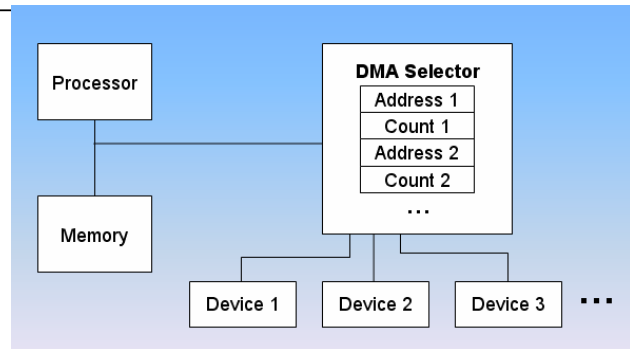 Processor
DMA Selector
Address 1
Count 1
Address 2
Count 2
...
Memory
Device 1
Device 2
Device 3
...